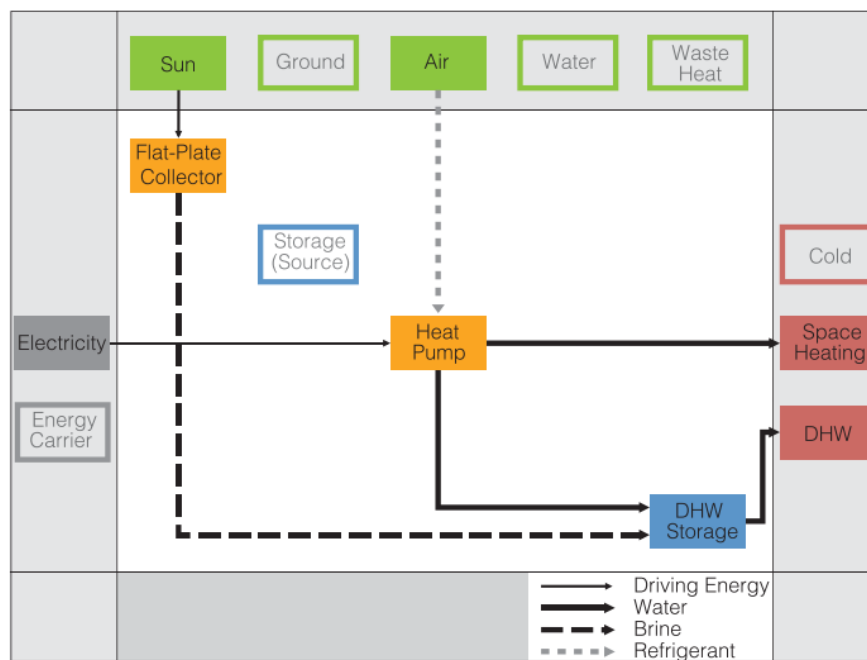 Sun
Ground
Air
Water
Waste
Heat
Flat-Plate
Collector
Storage
(Source)
Cold
Electricity
Heat
Pump
Space
Heating
Energy
Carrier
DHW
DHW
Storage
Driving Energy
Water
Brine
Refrigerant